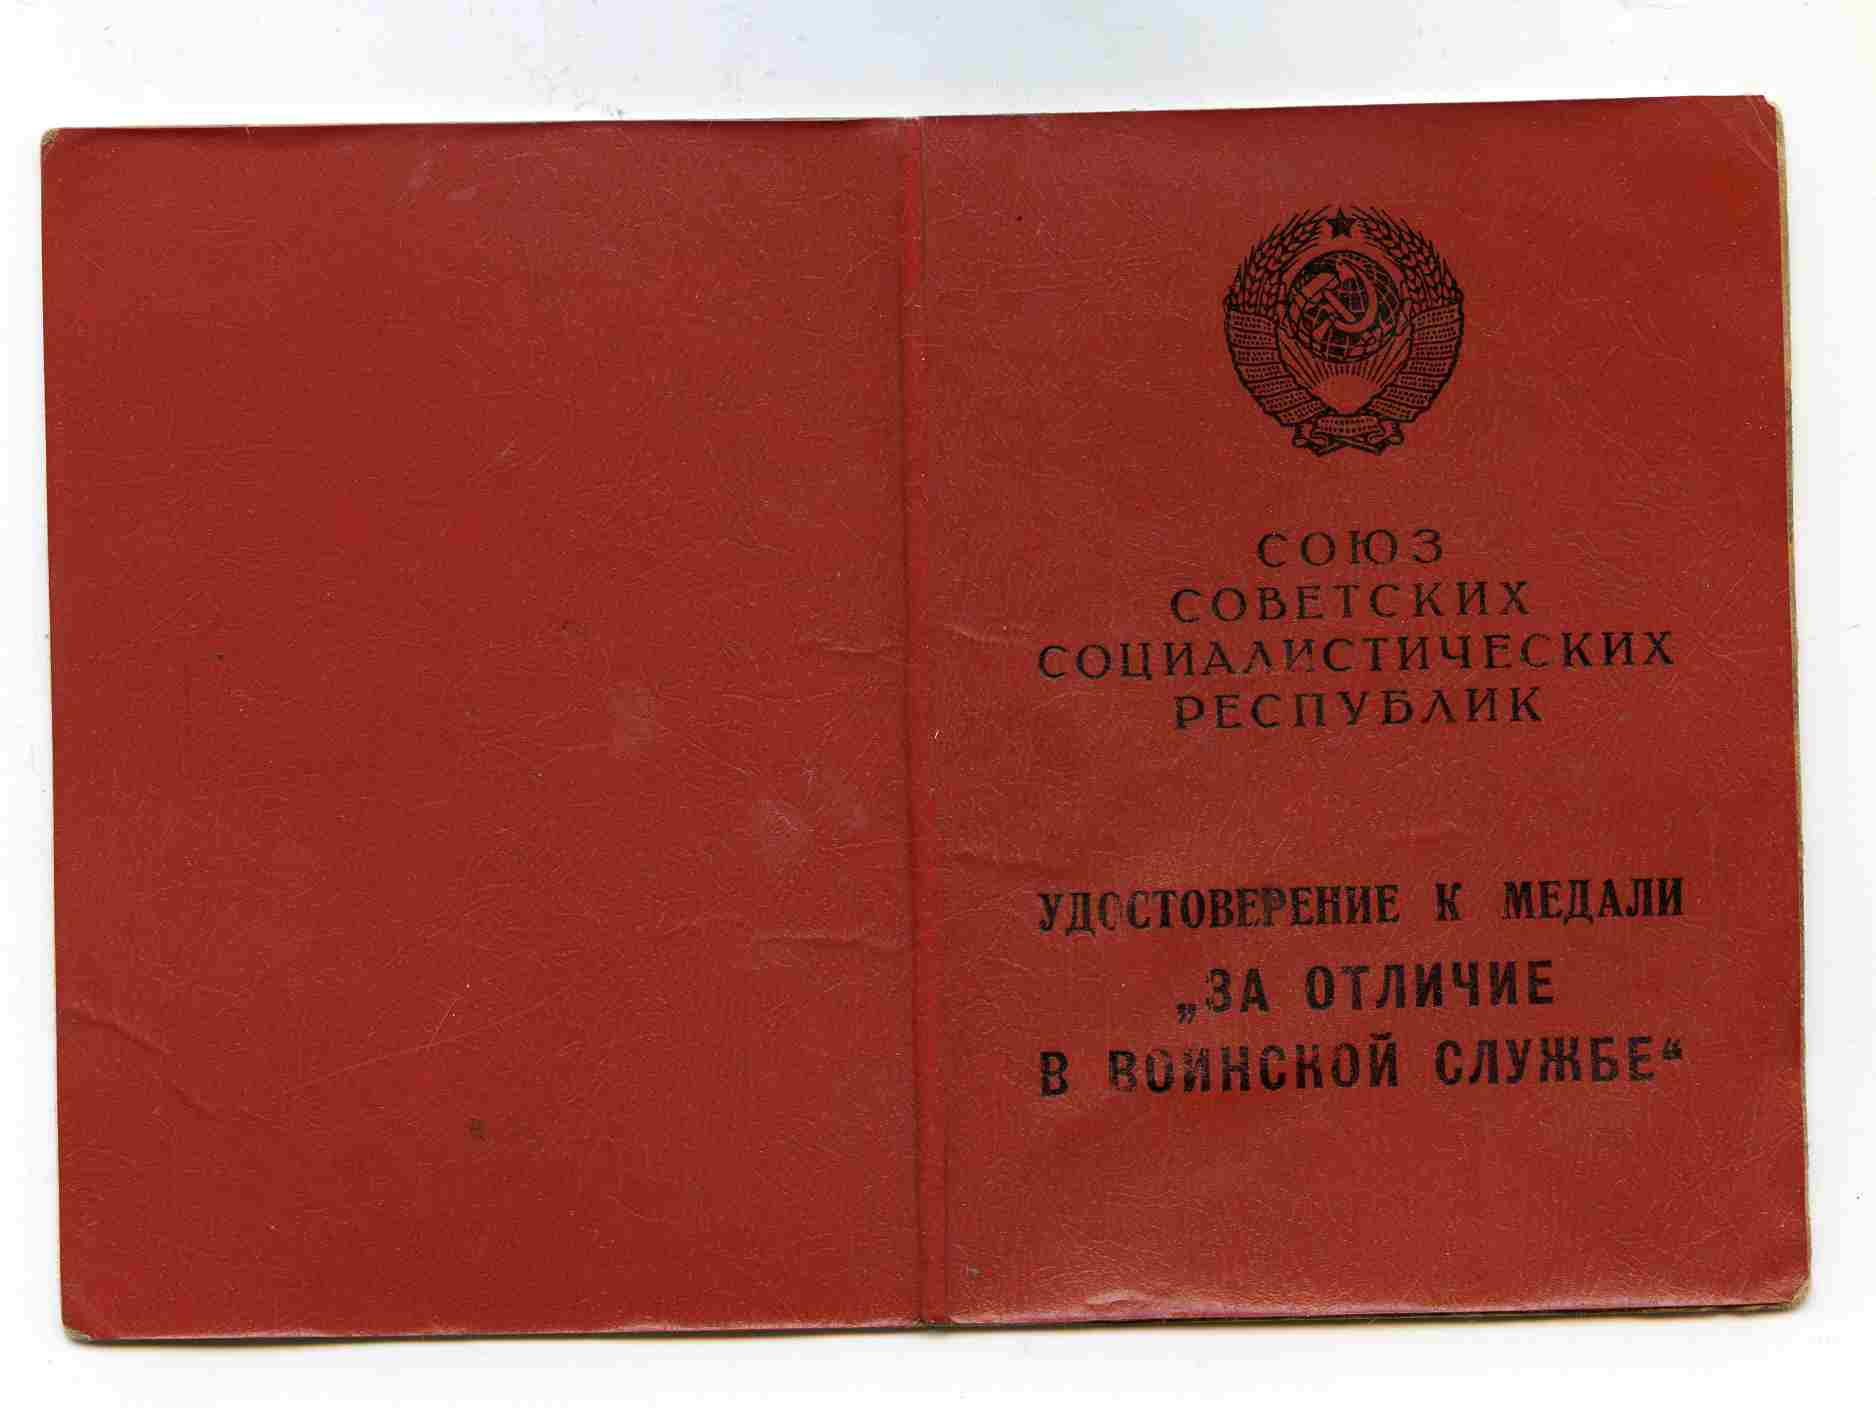 СОЮЗ
СОВЕТСКИХ
СОЦИАЛИСТИЧЕСКИХ
РЕСПУБЛИК
УДОСТОВЕРЕНИЕ К МЕДАЛИ
„ЗА ОТЛИЧИЕ
В ВОИНСКОЙ СЛУЖБЕ“